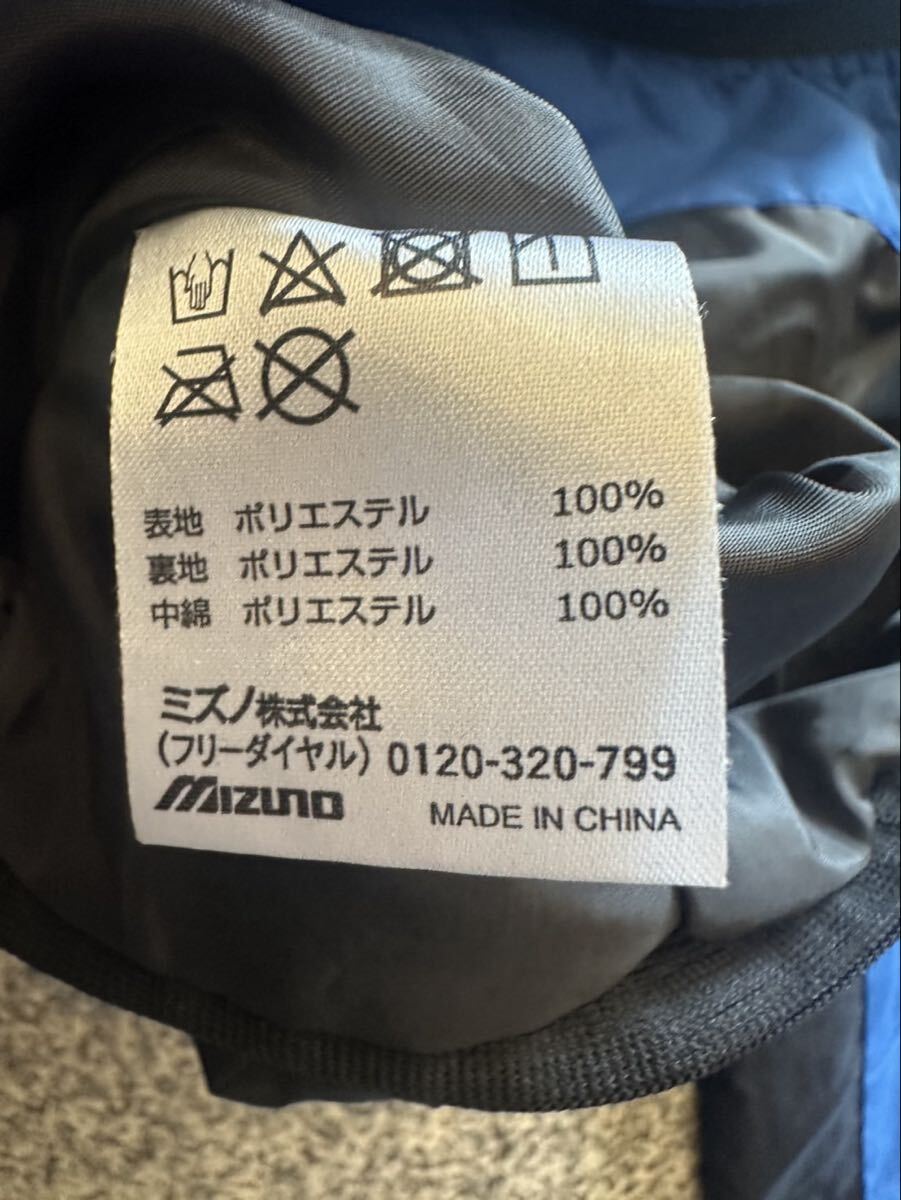 表地 ポリエステル 100%
裏地 ポリエステル 100%
中綿 ポリエステル 100%
ミズノ株式会社
(フリーダイヤル) 0120-320-799
MIZUNO MADE IN CHINA